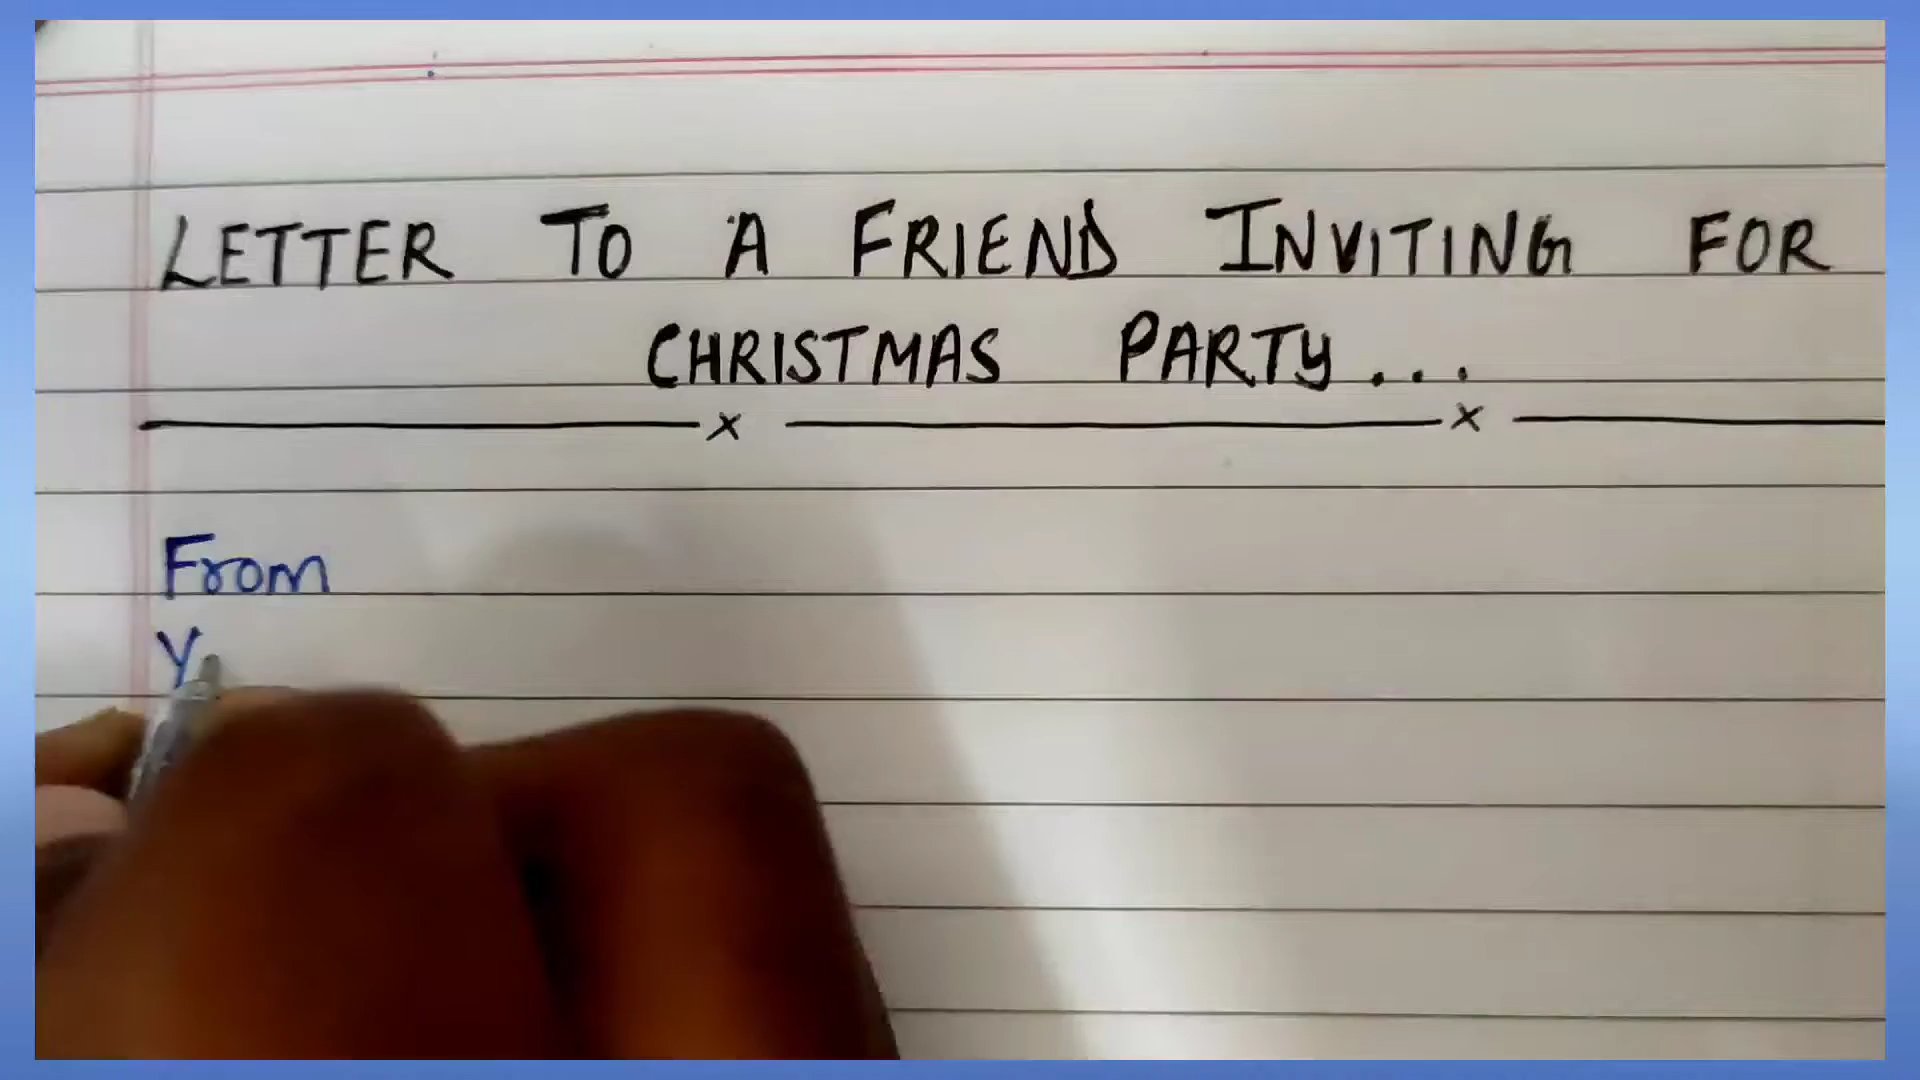 LETTER TO A FRIEND INVITING FOR
CHRISTMAS PARTY...
x x
From
Y